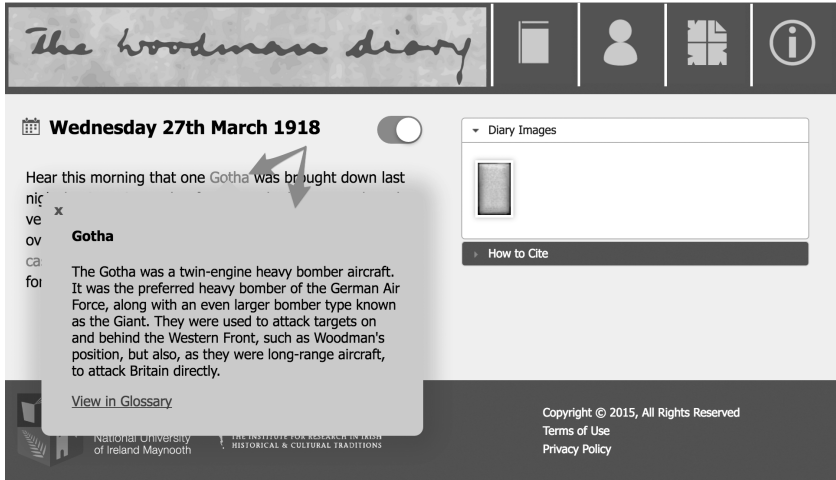 The Woodman diary
Wednesday 27th March 1918
Hear this morning that one Gotha was brought down last
nig
ve
ov
ca
for
x
Gotha
The Gotha was a twin-engine heavy bomber aircraft.
It was the preferred heavy bomber of the German Air
Force, along with an even larger bomber type known
as the Giant. They were used to attack targets on
and behind the Western Front, such as Woodman's
position, but also, as they were long-range aircraft,
to attack Britain directly.
View in Glossary
Diary Images
How to Cite
National University
of Ireland Maynooth
THE INSTITUTE FOR RESEARCH IN IRISH
HISTORICAL & CULTURAL TRADITIONS
Copyright © 2015, All Rights Reserved
Terms of Use
Privacy Policy